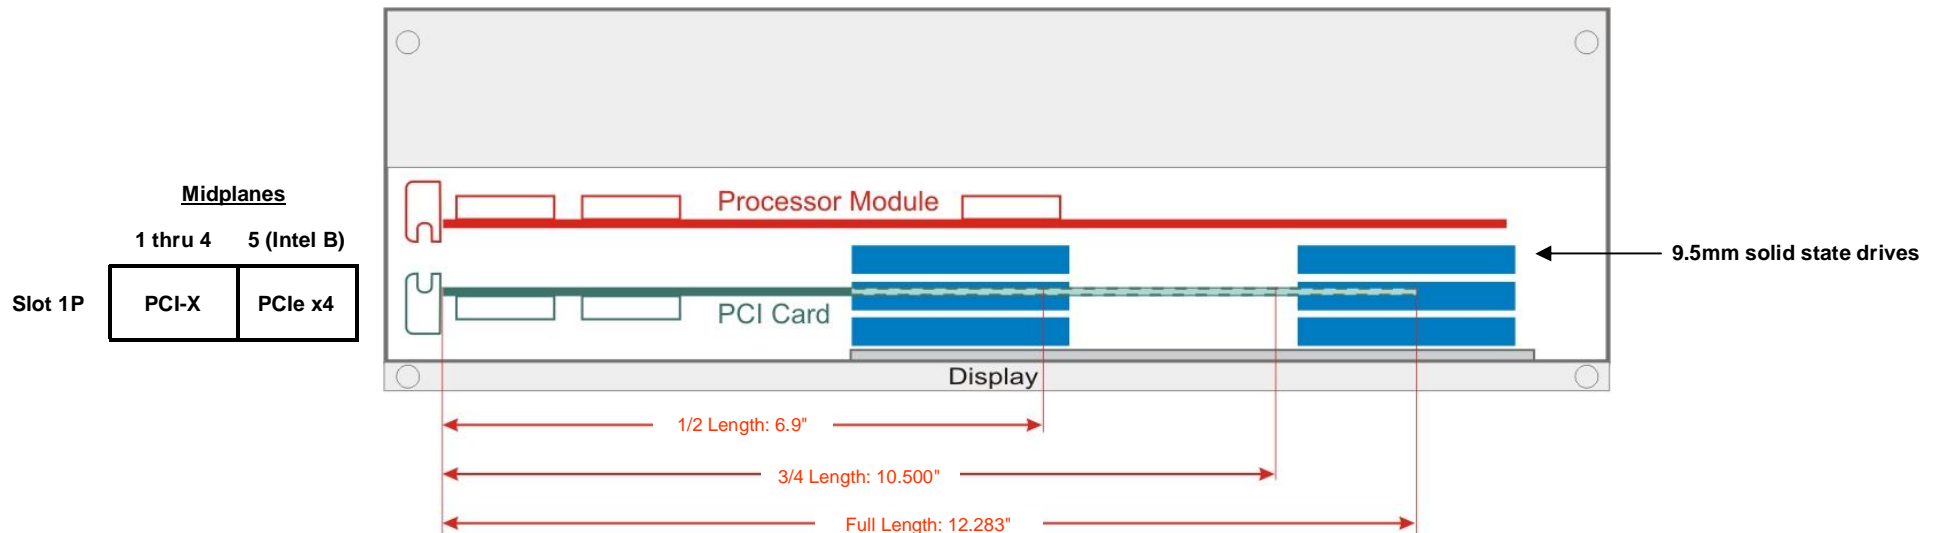 Midplanes
1 thru 4
5 (Intel B)
Slot 1P
PCI-X
PCIe x4
Processor Module
PCI Card
9.5mm solid state drives
Display
1/2 Length: 6.9"
3/4 Length: 10.500"
Full Length: 12.283"